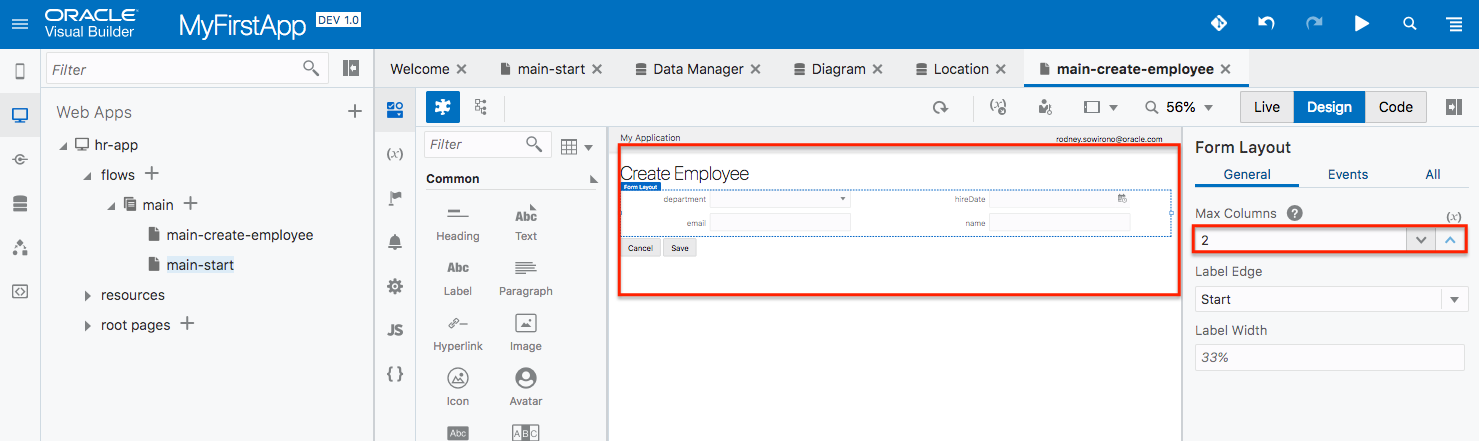 ORACLE
Visual Builder
MyFirstApp
DEV 1.0
Filter
Welcome
main-start
Data Manager
Diagram
Location
main-create-employee
Web Apps
56%
Live
Design
Code
hr-app
flows
main
main-create-employee
main-start
resources
root pages
(x)
JS
{ }
Filter
Common
Heading
Abc
Text
Abc
Label
Paragraph
Hyperlink
Image
Icon
Avatar
Abc
ABC
My Application
rodney.sowirono@oracle.com
Create Employee
Form Layout
department
hireDate
email
name
Cancel
Save
Form Layout
General
Events
All
Max Columns
?
(x)
2
Label Edge
Start
Label Width
33%